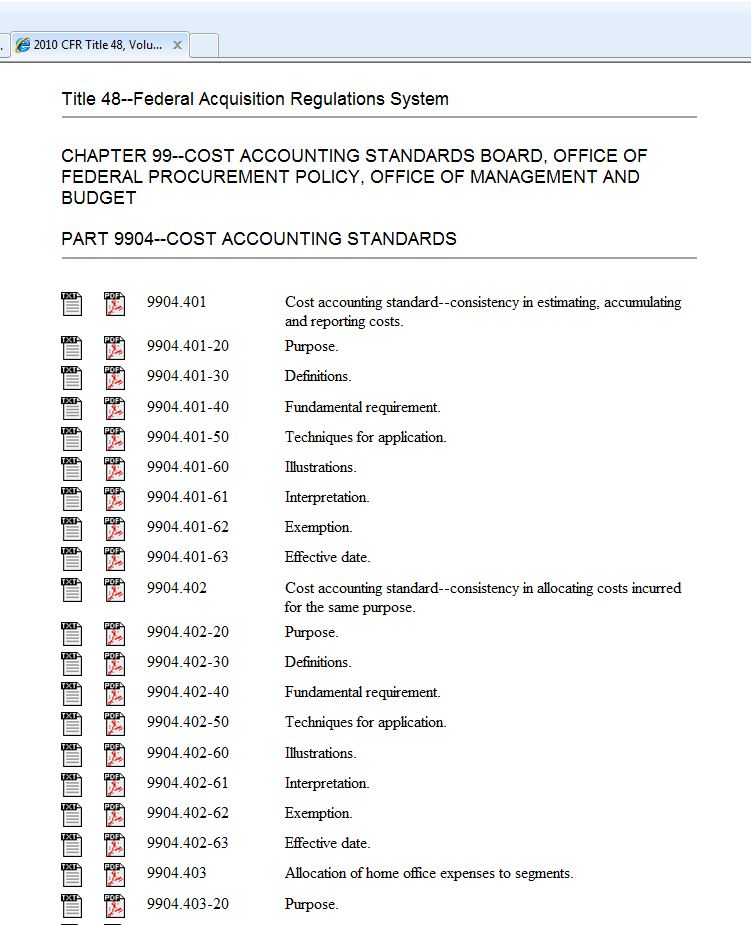 2010 CFR Title 48, Volu...
Title 48--Federal Acquisition Regulations System
CHAPTER 99--COST ACCOUNTING STANDARDS BOARD, OFFICE OF
FEDERAL PROCUREMENT POLICY, OFFICE OF MANAGEMENT AND
BUDGET
PART 9904--COST ACCOUNTING STANDARDS
TXT PDF 9904.401 Cost accounting standard--consistency in estimating, accumulating
and reporting costs.
TXT PDF 9904.401-20 Purpose.
TXT PDF 9904.401-30 Definitions.
TXT PDF 9904.401-40 Fundamental requirement.
TXT PDF 9904.401-50 Techniques for application.
TXT PDF 9904.401-60 Illustrations.
TXT PDF 9904.401-61 Interpretation.
TXT PDF 9904.401-62 Exemption.
TXT PDF 9904.401-63 Effective date.
TXT PDF 9904.402 Cost accounting standard--consistency in allocating costs incurred
for the same purpose.
TXT PDF 9904.402-20 Purpose.
TXT PDF 9904.402-30 Definitions.
TXT PDF 9904.402-40 Fundamental requirement.
TXT PDF 9904.402-50 Techniques for application.
TXT PDF 9904.402-60 Illustrations.
TXT PDF 9904.402-61 Interpretation.
TXT PDF 9904.402-62 Exemption.
TXT PDF 9904.402-63 Effective date.
TXT PDF 9904.403 Allocation of home office expenses to segments.
TXT PDF 9904.403-20 Purpose.